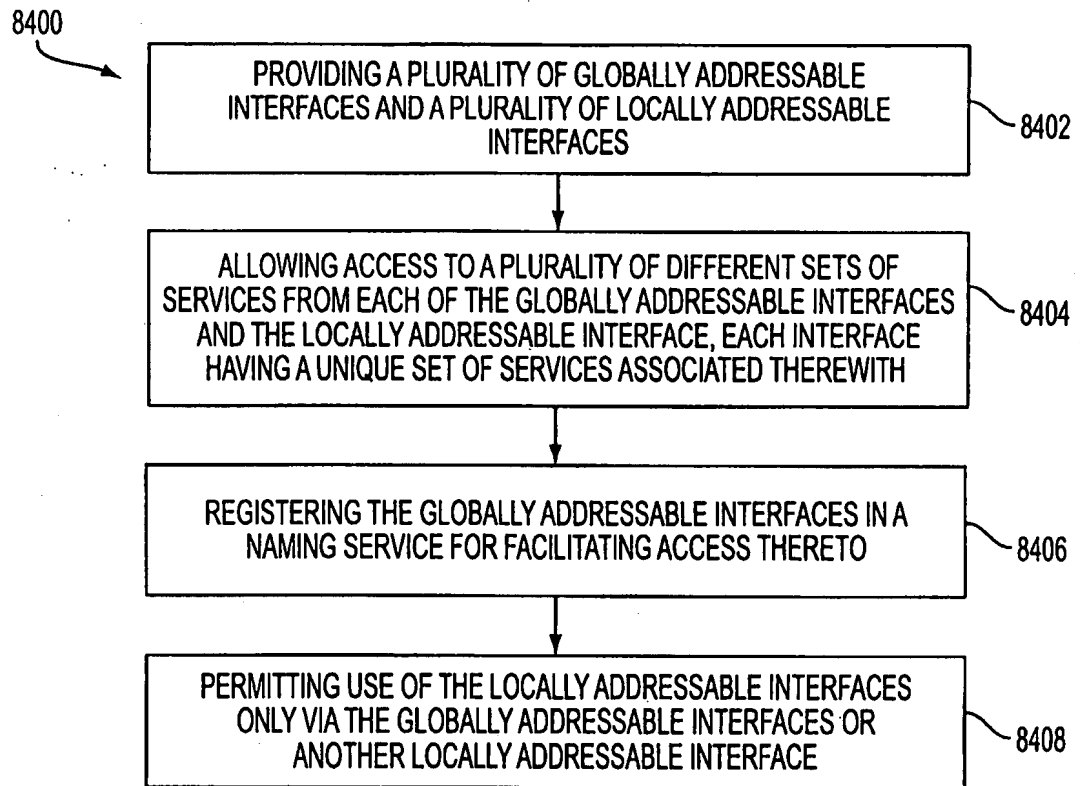 8400
PROVIDING A PLURALITY OF GLOBALLY ADDRESSABLE
INTERFACES AND A PLURALITY OF LOCALLY ADDRESSABLE
INTERFACES
8402
ALLOWING ACCESS TO A PLURALITY OF DIFFERENT SETS OF
SERVICES FROM EACH OF THE GLOBALLY ADDRESSABLE INTERFACES
AND THE LOCALLY ADDRESSABLE INTERFACE, EACH INTERFACE
HAVING A UNIQUE SET OF SERVICES ASSOCIATED THEREWITH
8404
REGISTERING THE GLOBALLY ADDRESSABLE INTERFACES IN A
NAMING SERVICE FOR FACILITATING ACCESS THERETO
8406
PERMITTING USE OF THE LOCALLY ADDRESSABLE INTERFACES
ONLY VIA THE GLOBALLY ADDRESSABLE INTERFACES OR
ANOTHER LOCALLY ADDRESSABLE INTERFACE
8408